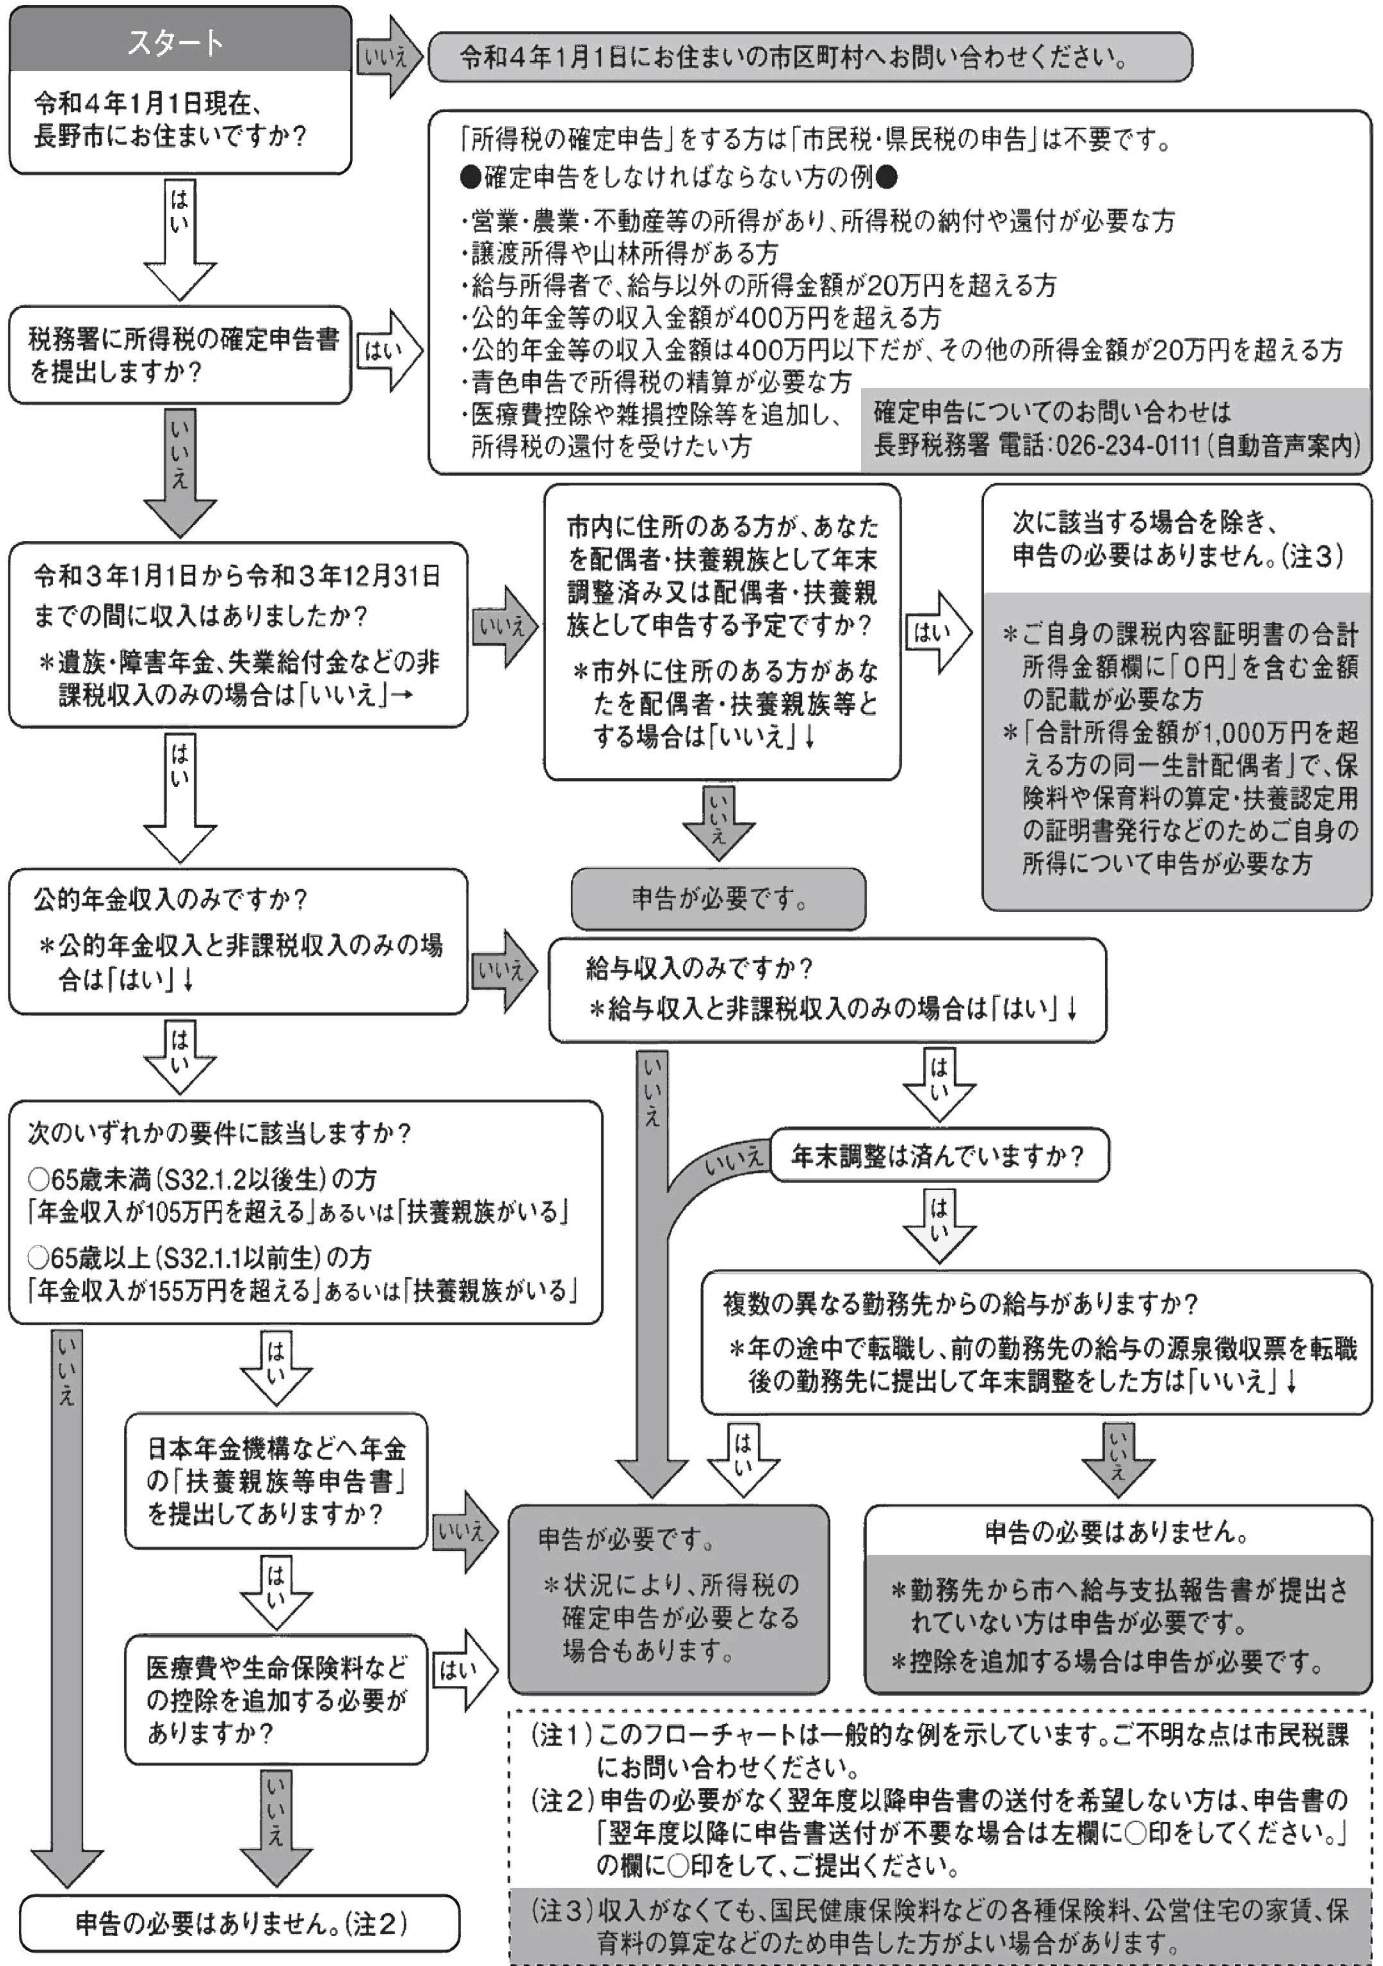 スタート
いいえ
令和4年1月1日にお住まいの市区町村へお問い合わせください。
令和4年1月1日現在、
長野市にお住まいですか？
はい
「所得税の確定申告」をする方は「市民税・県民税の申告」は不要です。
●確定申告をしなければならない方の例●
・営業・農業・不動産等の所得があり、所得税の納付や還付が必要な方
・譲渡所得や山林所得がある方
・給与所得者で、給与以外の所得金額が20万円を超える方
・公的年金等の収入金額が400万円を超える方
・公的年金等の収入金額は400万円以下だが、その他の所得金額が20万円を超える方
・青色申告で所得税の精算が必要な方
・医療費控除や雑損控除等を追加し、
所得税の還付を受けたい方
確定申告についてのお問い合わせは
長野税務署 電話：026-234-0111（自動音声案内）
税務署に所得税の確定申告書
を提出しますか？
はい
いいえ
令和3年1月1日から令和3年12月31日
までの間に収入はありましたか？
＊遺族・障害年金、失業給付金などの非
課税収入のみの場合は「いいえ」→
いいえ
市内に住所のある方が、あなた
を配偶者・扶養親族として年末
調整済み又は配偶者・扶養親
族として申告する予定ですか？
＊市外に住所のある方があな
たを配偶者・扶養親族等と
する場合は「いいえ」↓
はい
次に該当する場合を除き、
申告の必要はありません。（注3）
＊ご自身の課税内容証明書の合計
所得金額欄に「0円」を含む金額
の記載が必要な方
＊「合計所得金額が1,000万円を超
える方の同一生計配偶者」で、保
険料や保育料の算定・扶養認定用
の証明書発行などのためご自身の
所得について申告が必要な方
はい
いいえ
申告が必要です。
公的年金収入のみですか？
＊公的年金収入と非課税収入のみの場
合は「はい」↓
いいえ
給与収入のみですか？
＊給与収入と非課税収入のみの場合は「はい」↓
はい
いいえ
はい
次のいずれかの要件に該当しますか？
○65歳未満（S32.1.2以後生）の方
「年金収入が105万円を超える」あるいは「扶養親族がいる」
○65歳以上（S32.1.1以前生）の方
「年金収入が155万円を超える」あるいは「扶養親族がいる」
いいえ
年末調整は済んでいますか？
はい
複数の異なる勤務先からの給与がありますか？
＊年の途中で転職し、前の勤務先の給与の源泉徴収票を転職
後の勤務先に提出して年末調整をした方は「いいえ」↓
いいえ
はい
日本年金機構などへ年金
の「扶養親族等申告書」
を提出してありますか？
いいえ
はい
いいえ
申告が必要です。
＊状況により、所得税の
確定申告が必要となる
場合もあります。
申告の必要はありません。
＊勤務先から市へ給与支払報告書が提出さ
れていない方は申告が必要です。
＊控除を追加する場合は申告が必要です。
はい
医療費や生命保険料など
の控除を追加する必要が
ありますか？
はい
いいえ
申告の必要はありません。（注2）
（注1）このフローチャートは一般的な例を示しています。ご不明な点は市民税課
にお問い合わせください。
（注2）申告の必要がなく翌年度以降申告書の送付を希望しない方は、申告書の
「翌年度以降に申告書送付が不要な場合は左欄に○印をしてください。」
の欄に○印をして、ご提出ください。
（注3）収入がなくても、国民健康保険料などの各種保険料、公営住宅の家賃、保
育料の算定などのため申告した方がよい場合があります。